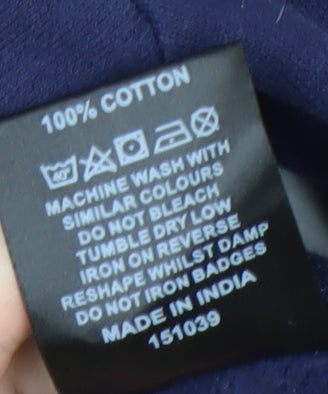 100% COTTON
40°
MACHINE WASH WITH
SIMILAR COLOURS
DO NOT BLEACH
TUMBLE DRY LOW
IRON ON REVERSE
RESHAPE WHILST DAMP
DO NOT IRON BADGES
MADE IN INDIA
151039